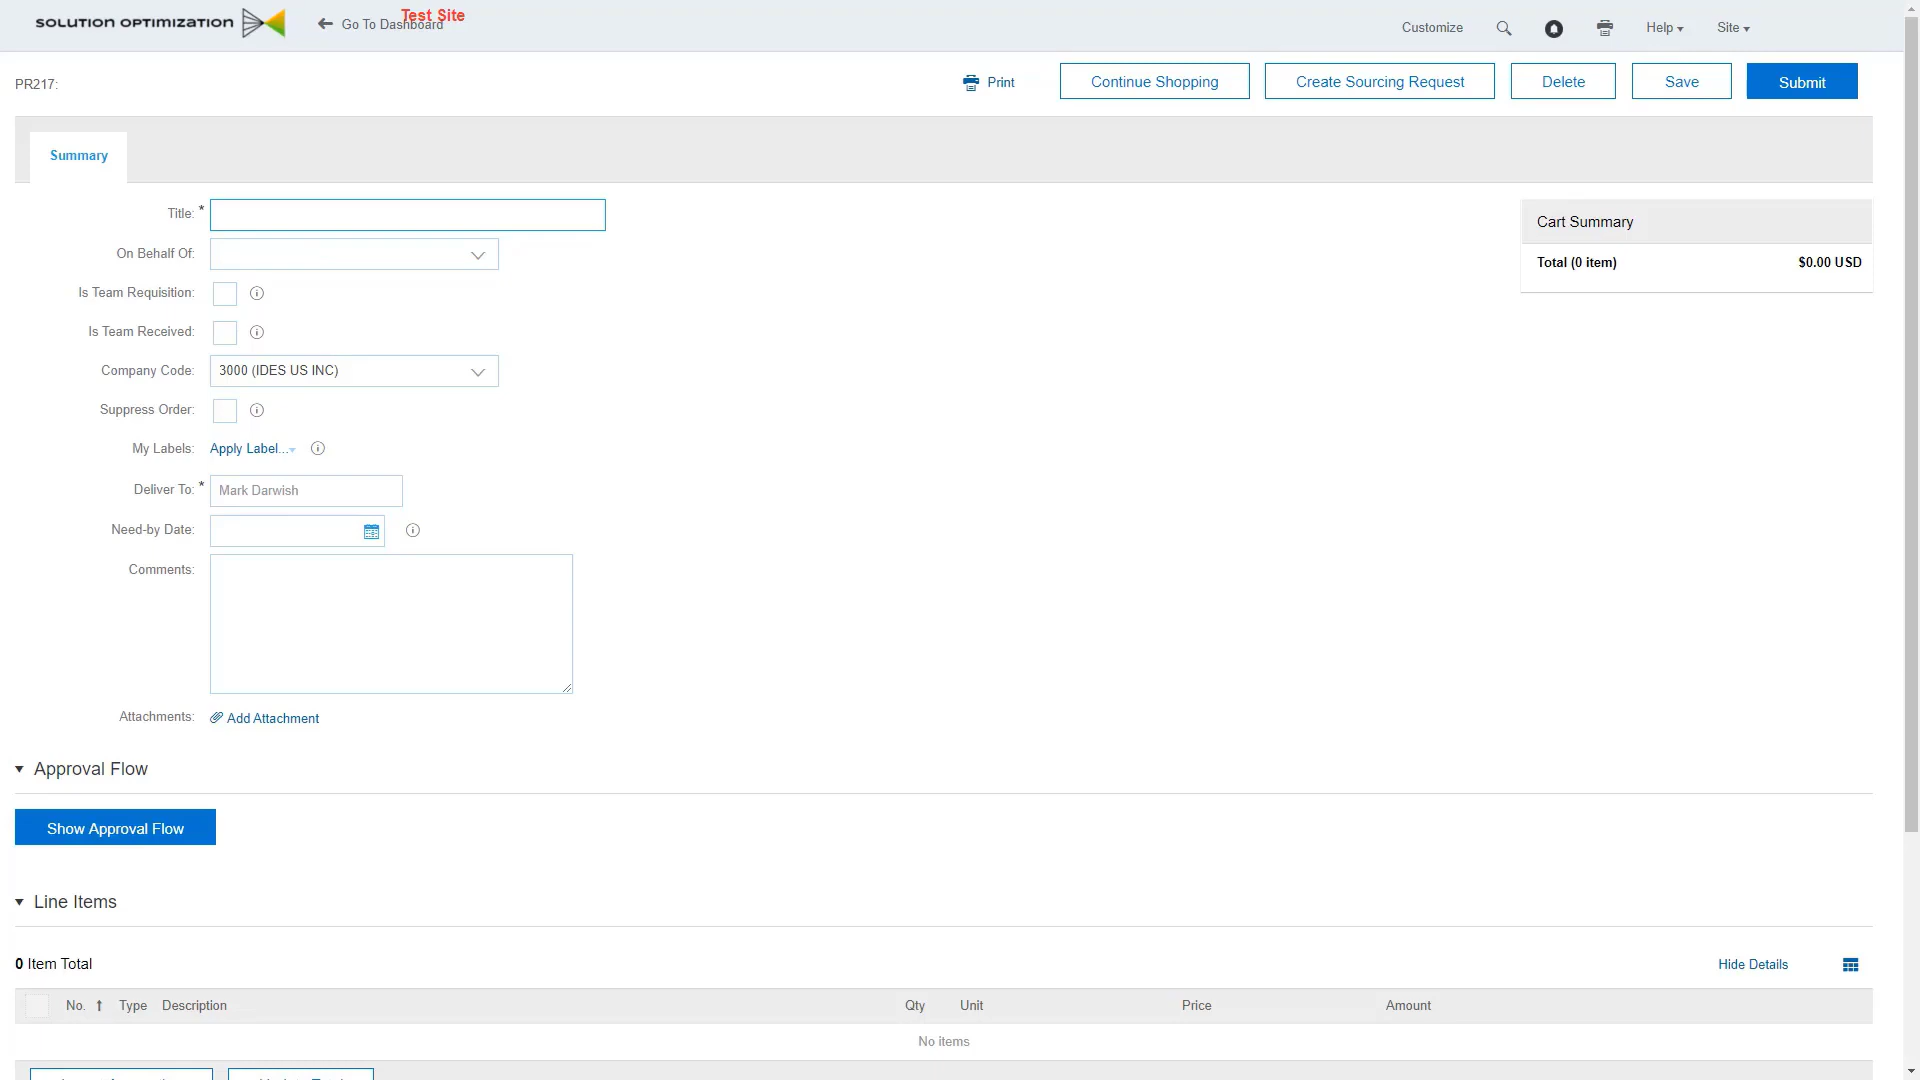 SOLUTION OPTIMIZATION
Go To Dashboard
Test Site
Customize
Help
Site
PR217:
Print
Continue Shopping
Create Sourcing Request
Delete
Save
Submit
Summary
Title: *
On Behalf Of:
Is Team Requisition:
Is Team Received:
Company Code: 3000 (IDES US INC)
Suppress Order:
My Labels: Apply Label...
Deliver To: * Mark Darwish
Need-by Date:
Comments:
Attachments: Add Attachment
Cart Summary
Total (0 item) $0.00 USD
Approval Flow
Show Approval Flow
Line Items
0 Item Total
Hide Details
No. ↑ Type Description Qty Unit Price Amount
No items